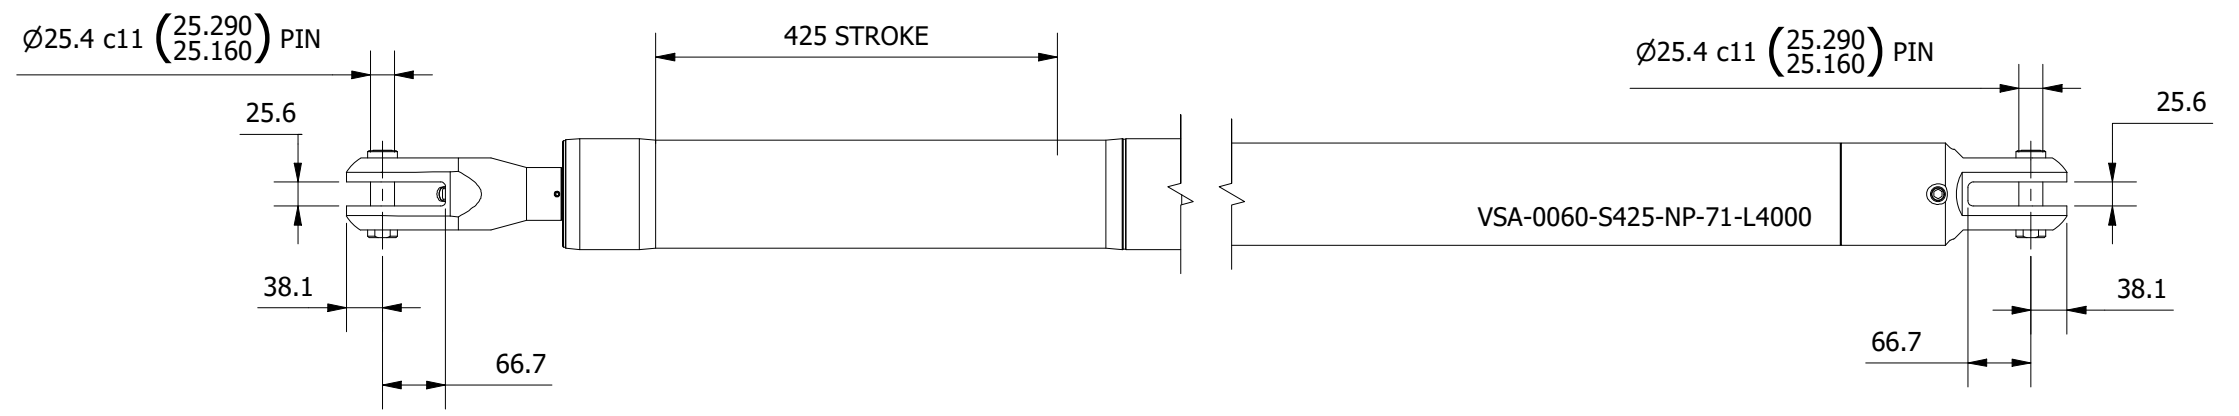 Ø25.4 c11 (25.290
25.160) PIN
425 STROKE
Ø25.4 c11 (25.290
25.160) PIN
25.6
25.6
VSA-0060-S425-NP-71-L4000
38.1
38.1
66.7
66.7